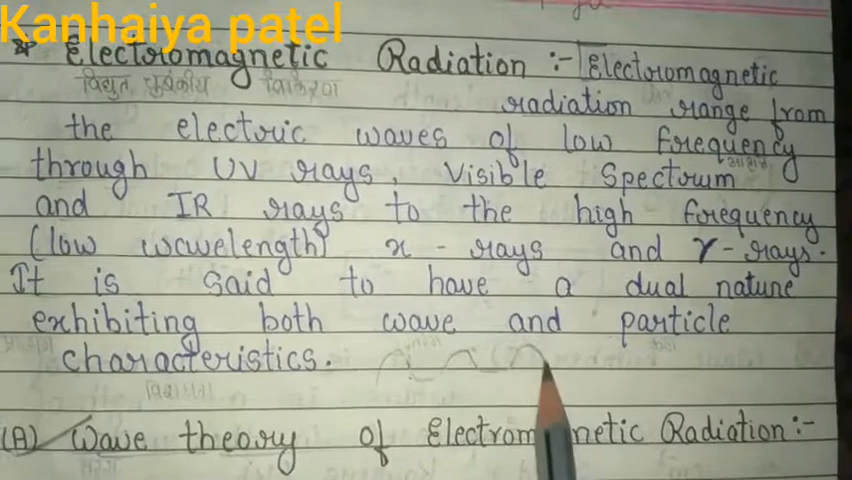 Kanhaiya patel
* Electromagnetic Radiation :- Electromagnetic
विद्युत चुंबकीय विकिरण
radiation range from
the electric waves of low frequency
through UV rays, Visible Spectrum
and IR rays to the high frequency
(low wavelength) x - rays and γ - rays.
It is said to have a dual nature
exhibiting both wave and particle
characteristics.
(A) Wave theory of Electrom netic Radiation :-